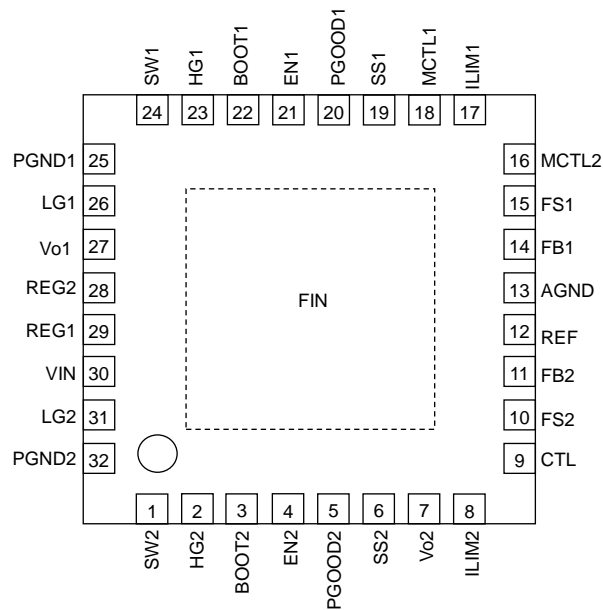 SW1
HG1
BOOT1
EN1
PGOOD1
SS1
MCTL1
ILIM1
24
23
22
21
20
19
18
17
PGND1
25
LG1
26
Vo1
27
REG2
28
REG1
29
VIN
30
LG2
31
PGND2
32
FIN
16
MCTL2
15
FS1
14
FB1
13
AGND
12
REF
11
FB2
10
FS2
9
CTL
1
2
3
4
5
6
7
8
SW2
HG2
BOOT2
EN2
PGOOD2
SS2
Vo2
ILIM2